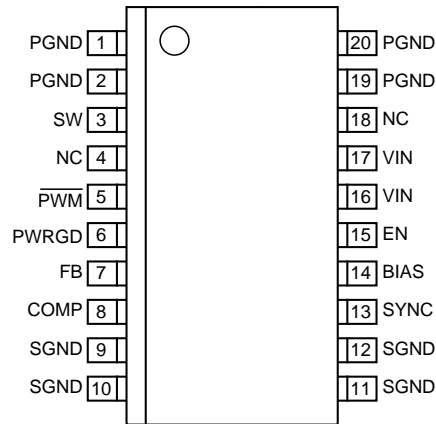 PGND 1 20 PGND
PGND 2 19 PGND
SW 3 18 NC
NC 4 17 VIN
PWM 5 16 VIN
PWRGD 6 15 EN
FB 7 14 BIAS
COMP 8 13 SYNC
SGND 9 12 SGND
SGND 10 11 SGND